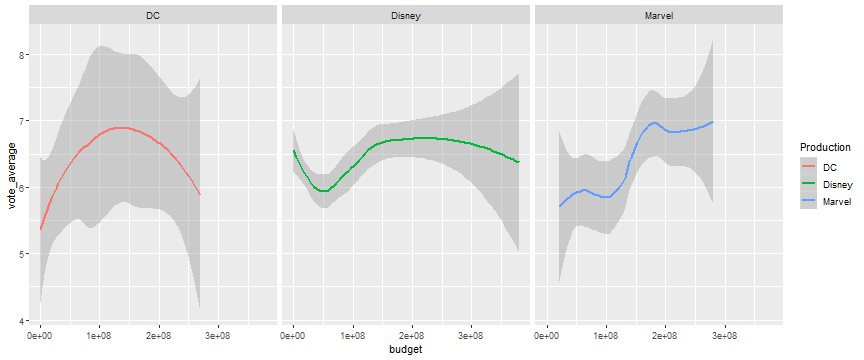 DC Disney Marvel
8
7
6
5
4
vote_average
0e+00 1e+08 2e+08 3e+08 0e+00 1e+08 2e+08 3e+08 0e+00 1e+08 2e+08 3e+08
budget
Production
DC
Disney
Marvel